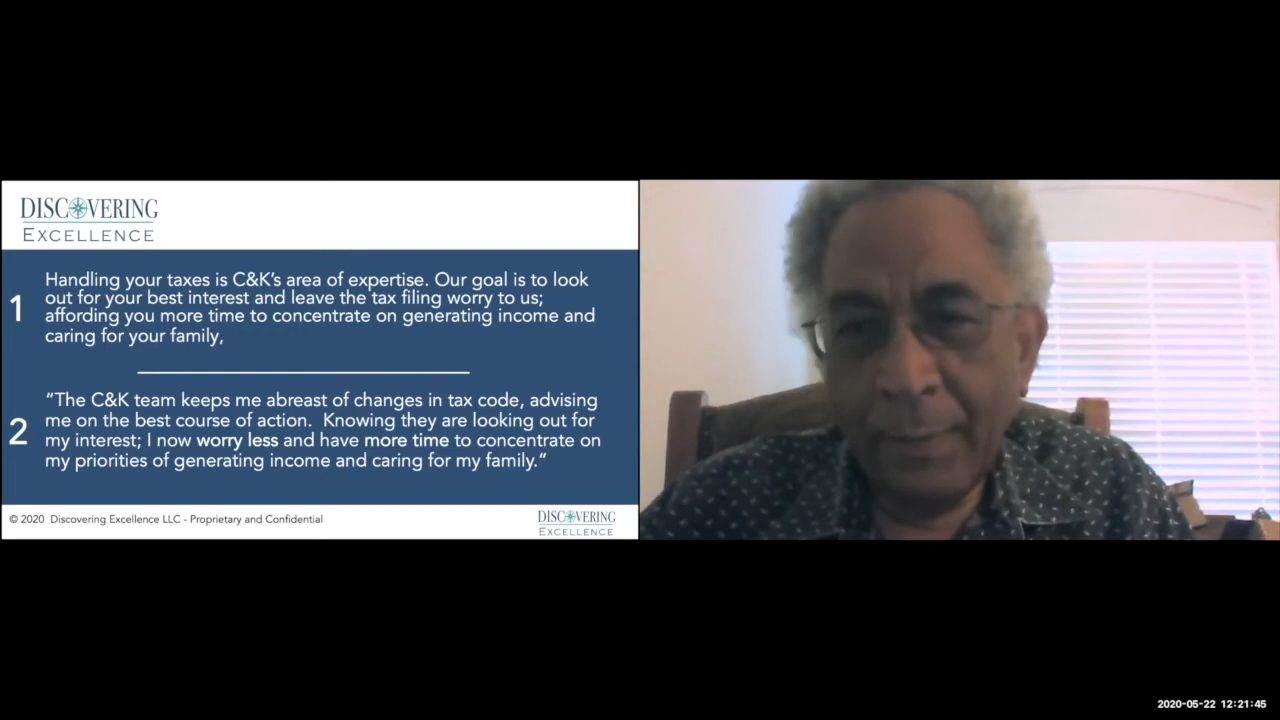 DISCOVERING
EXCELLENCE
1
Handling your taxes is C&K's area of expertise. Our goal is to look
out for your best interest and leave the tax filing worry to us;
affording you more time to concentrate on generating income and
caring for your family,
2
“The C&K team keeps me abreast of changes in tax code, advising
me on the best course of action.  Knowing they are looking out for
my interest; I now worry less and have more time to concentrate on
my priorities of generating income and caring for my family.“
© 2020  Discovering Excellence LLC - Proprietary and Confidential
DISCOVERING
EXCELLENCE
2020-05-22 12:21:45